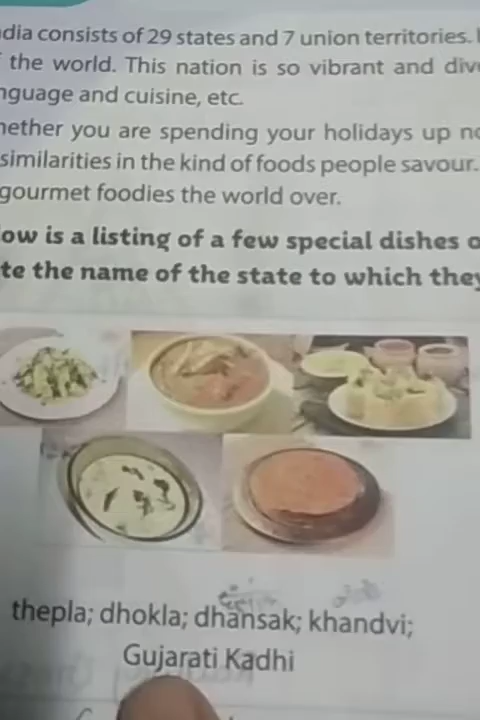 dia consists of 29 states and 7 union territories.
the world. This nation is so vibrant and div
nguage and cuisine, etc.
hether you are spending your holidays up no
similarities in the kind of foods people savour.
gourmet foodies the world over.
ow is a listing of a few special dishes o
te the name of the state to which they
thepla; dhokla; dhansak; khandvi;
Gujarati Kadhi